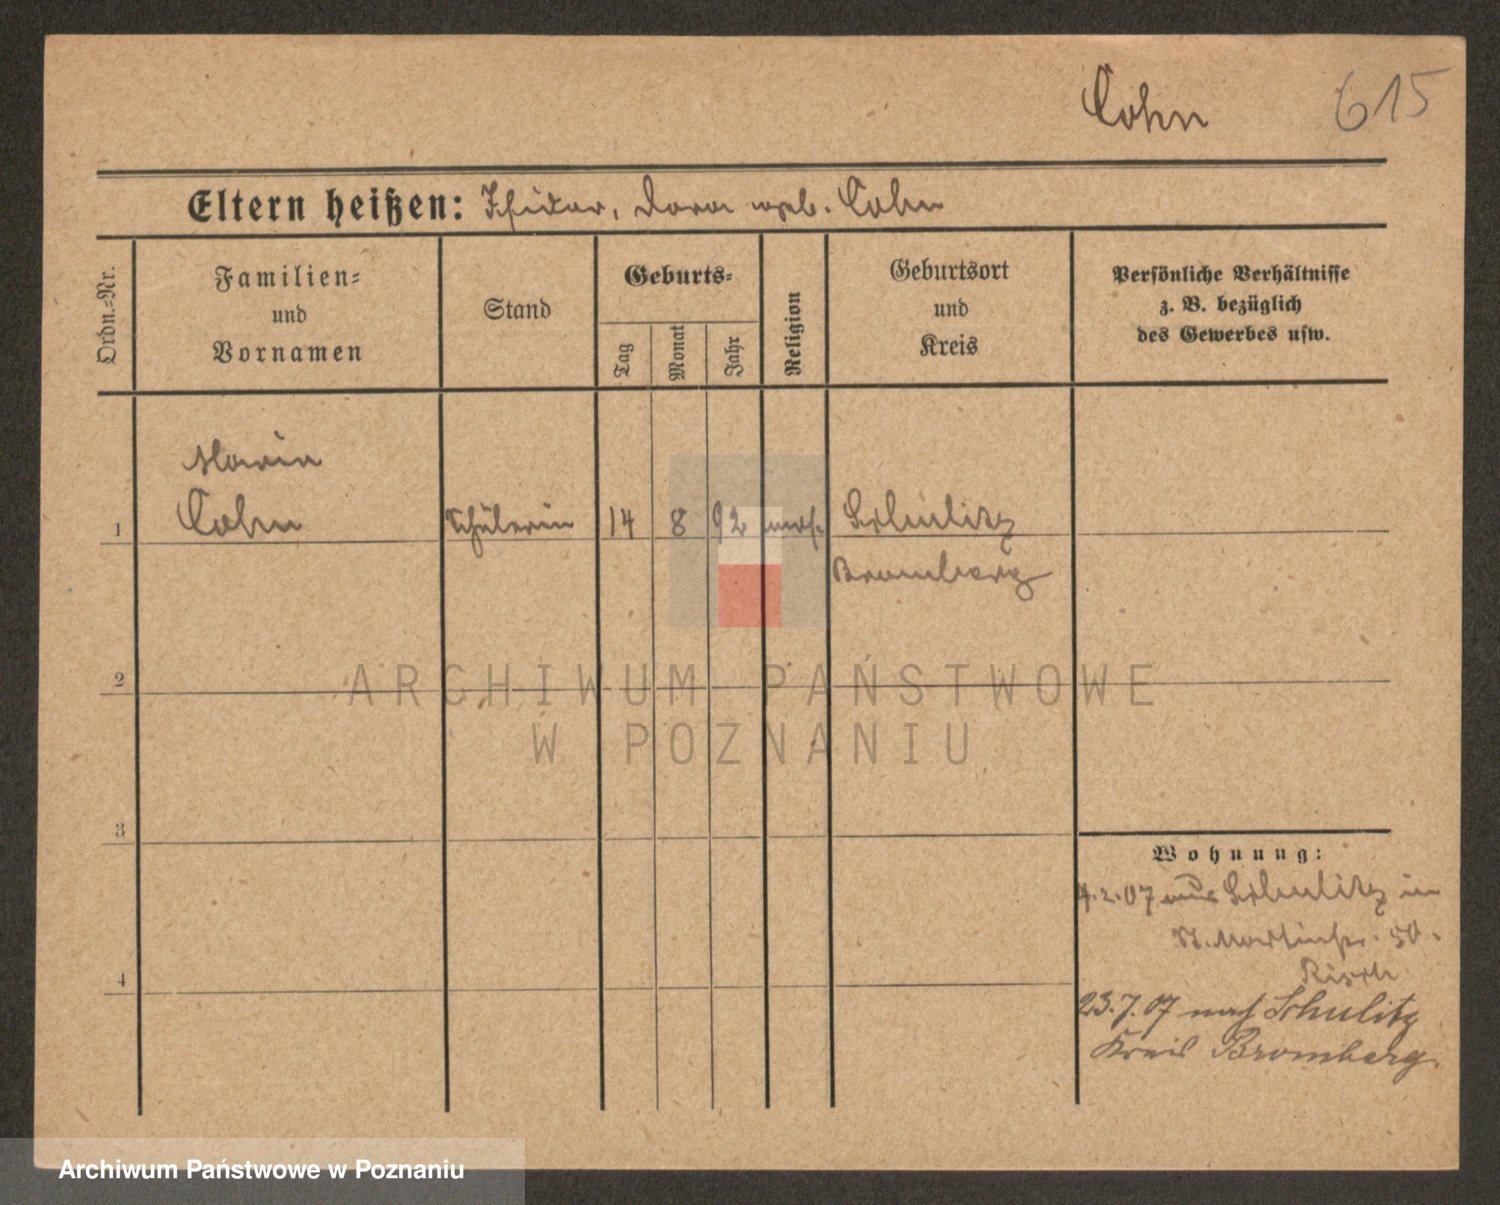 Cohn 615
Eltern heißen: Isidor, Dora geb. Cohn
Ordn.-Nr.
Familien-
und
Vornamen
Stand
Geburts-
Tag
Monat
Jahr
Religion
Geburtsort
und
Kreis
Persönliche Verhältnisse
z. B. bezüglich
des Gewerbes usw.
Marie
1 Cohn Schülerin 14 8 92 mos. Schulitz
Bromberg
2
ARCHIWUM PAŃSTWOWE
W POZNANIU
3
Wohnung:
4.2.07 aus Schulitz in
St. Martinstr. 50.
4
23.7.07 nach Schulitz
Kreis Bromberg.
Archiwum Państwowe w Poznaniu